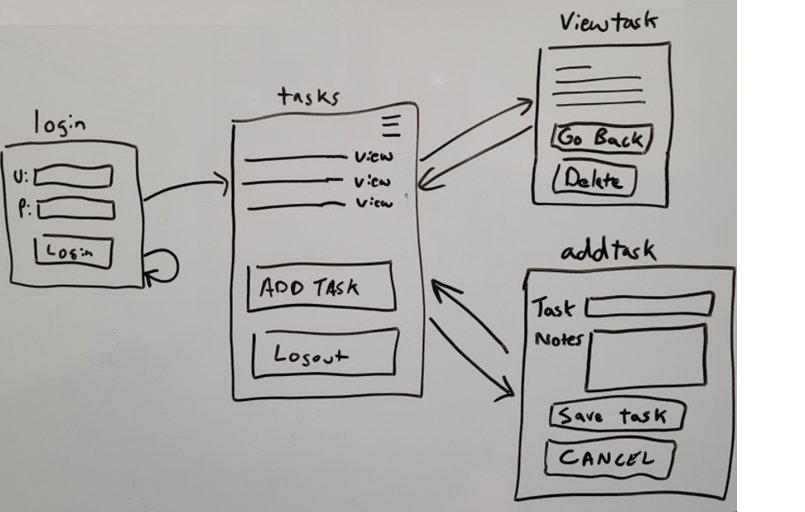 login
U:
P:
Login
tasks
view
view
view
ADD TASK
Logout
Viewtask
Go Back
Delete
addtask
Task
Notes
Save task
CANCEL